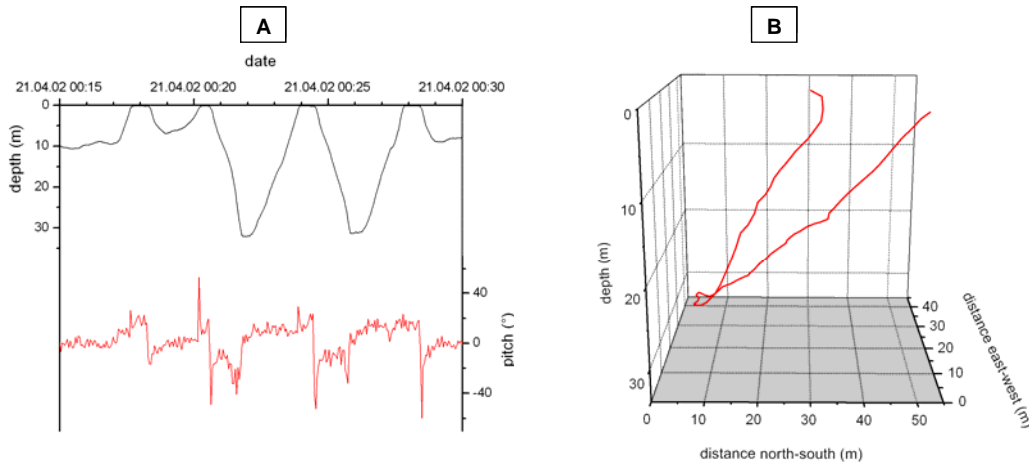 A
date
21.04.02 00:15 21.04.02 00:20 21.04.02 00:25 21.04.02 00:30
0
10
20
30
depth (m)
40
0
-40
pitch (°)
B
0
10
20
30
depth (m)
0 10 20 30 40 50
distance north-south (m)
40
30
20
10
0
distance east-west (m)